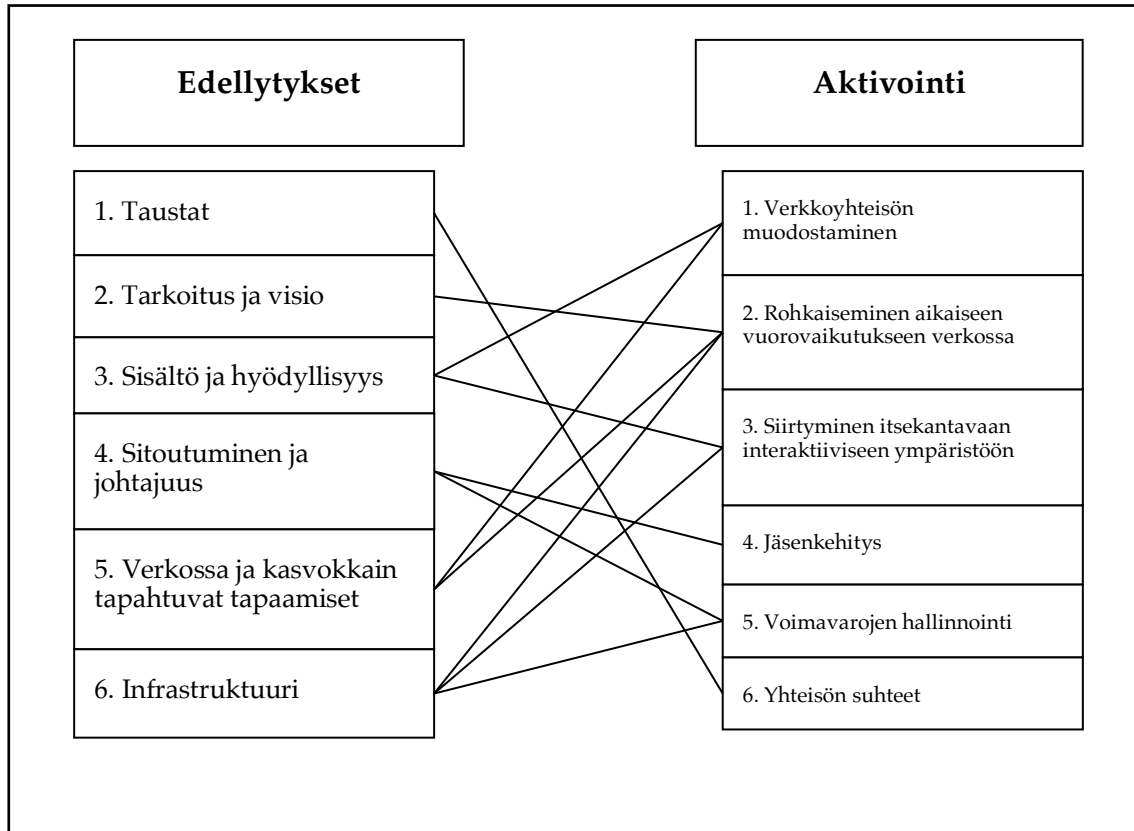 Edellytykset
1. Taustat
2. Tarkoitus ja visio
3. Sisältö ja hyödyllisyys
4. Sitoutuminen ja
johtajuus
5. Verkossa ja kasvokkain
tapahtuvat tapaamiset
6. Infrastruktuuri
Aktivointi
1. Verkkoyhteisön
muodostaminen
2. Rohkaiseminen aikaiseen
vuorovaikutukseen verkossa
3. Siirtyminen itsekantavaan
interaktiiviseen ympäristöön
4. Jäsenkehitys
5. Voimavarojen hallinnointi
6. Yhteisön suhteet